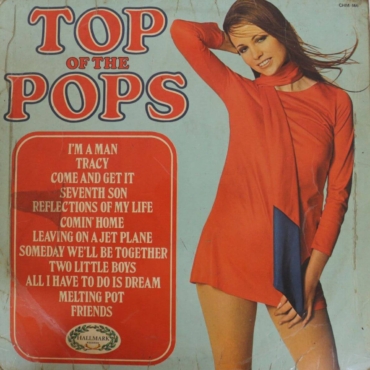 TOP
OF THE
POPS
I'M A MAN
TRACY
COME AND GET IT
SEVENTH SON
REFLECTIONS OF MY LIFE
COMIN' HOME
LEAVING ON A JET PLANE
SOMEDAY WE'LL BE TOGETHER
TWO LITTLE BOYS
ALL I HAVE TO DO IS DREAM
MELTING POT
FRIENDS
HALLMARK